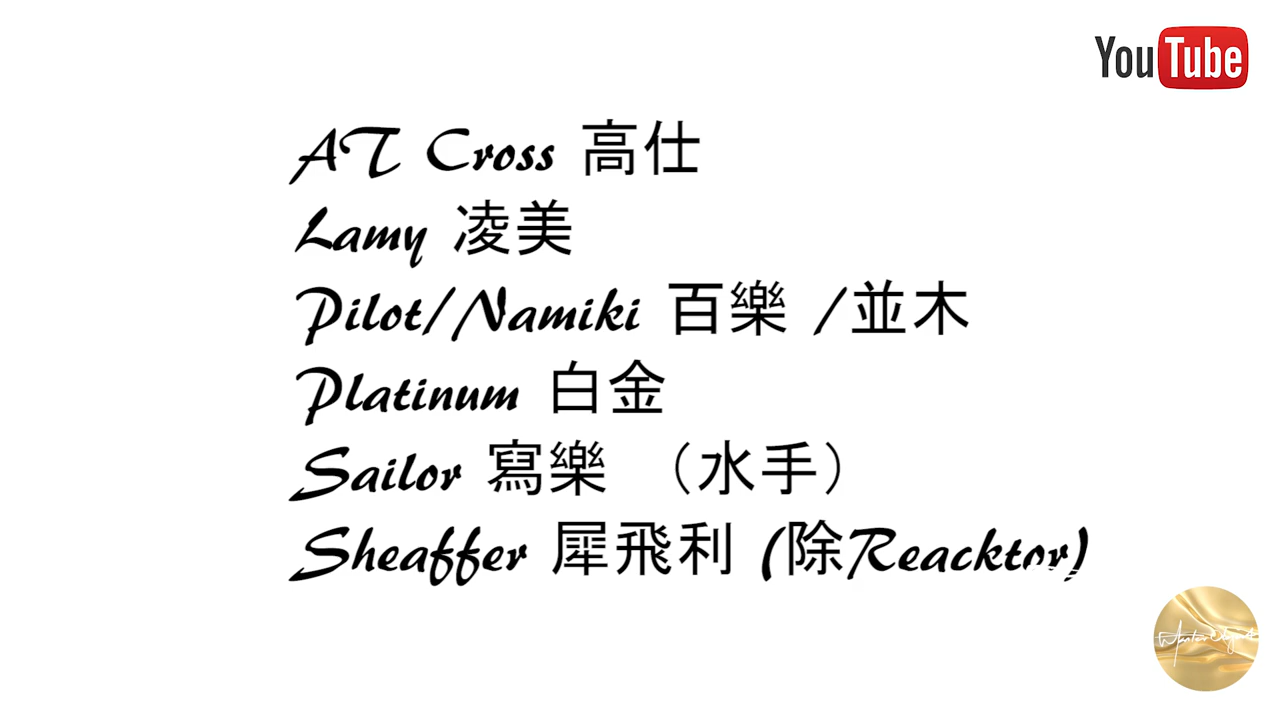 YouTube
AT Cross 高仕
Lamy 凌美
Pilot/Namiki 百樂 /並木
Platinum 白金
Sailor 寫樂 （水手）
Sheaffer 犀飛利 (除Reacktor)